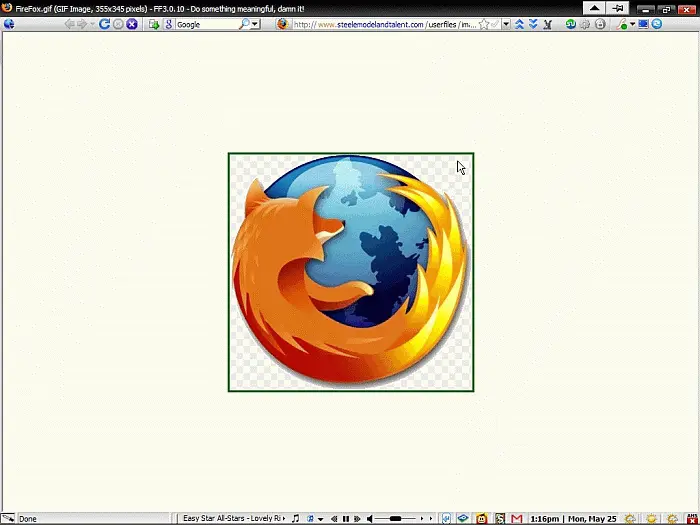 FireFox.gif (GIF Image, 355x345 pixels) - FF3.0.10 - Do something meaningful, damn it!
Google
http://www.steelemodelandtalent.com/userfiles/im...
Done
Easy Star All-Stars - Lovely Ri
1:16pm | Mon, May 25